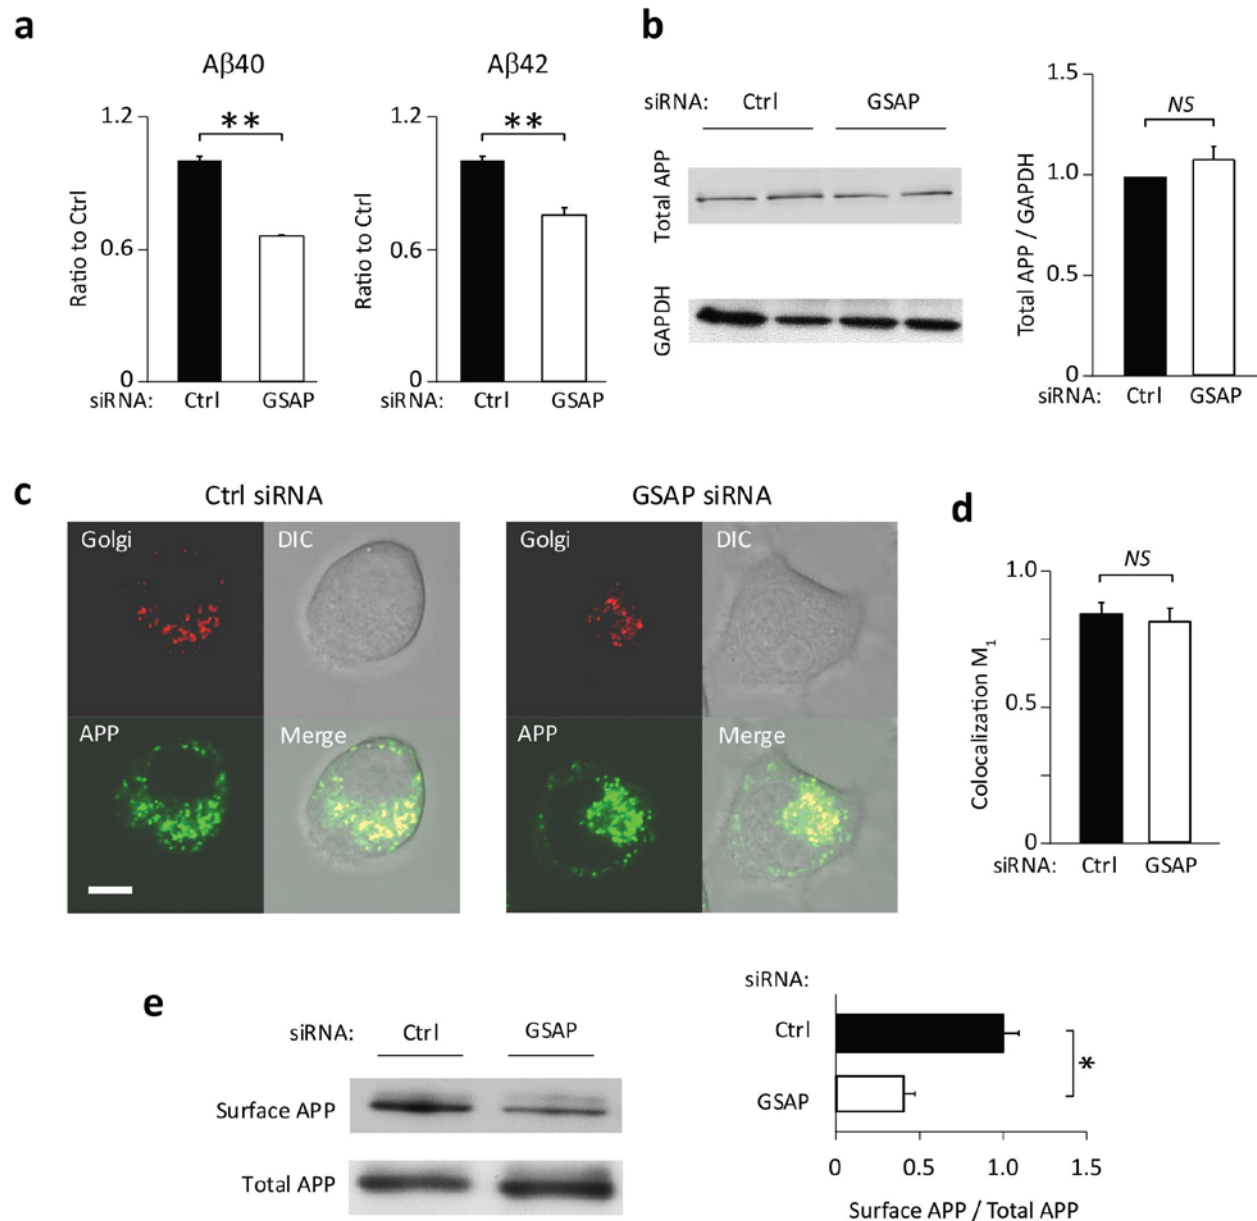 a
Aβ40
Aβ42
Ratio to Ctrl
1.2
0.6
0
**
siRNA: Ctrl GSAP
Ratio to Ctrl
1.2
0.6
0
**
siRNA: Ctrl GSAP
b
siRNA: Ctrl GSAP
Total APP
GAPDH
Total APP / GAPDH
1.5
1.0
0.5
0
NS
siRNA: Ctrl GSAP
c
Ctrl siRNA
Golgi
DIC
APP
Merge
GSAP siRNA
Golgi
DIC
APP
Merge
d
Colocalization M1
1.0
0.5
0
NS
siRNA: Ctrl GSAP
e
siRNA: Ctrl GSAP
Surface APP
Total APP
siRNA:
Ctrl
GSAP
*
0 0.5 1.0 1.5
Surface APP / Total APP